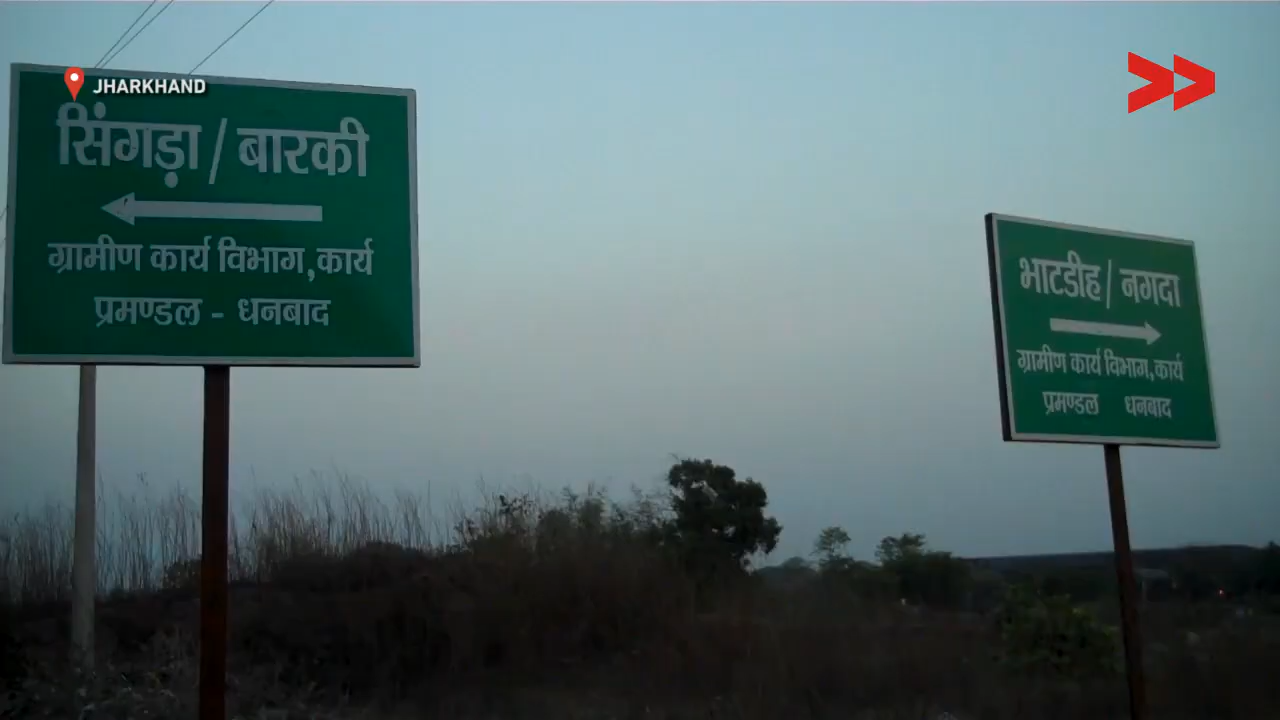 JHARKHAND
सिंगड़ा / बारकी
ग्रामीण कार्य विभाग, कार्य
प्रमण्डल - धनबाद
भाटडीह / नगदा
ग्रामीण कार्य विभाग, कार्य
प्रमण्डल धनबाद